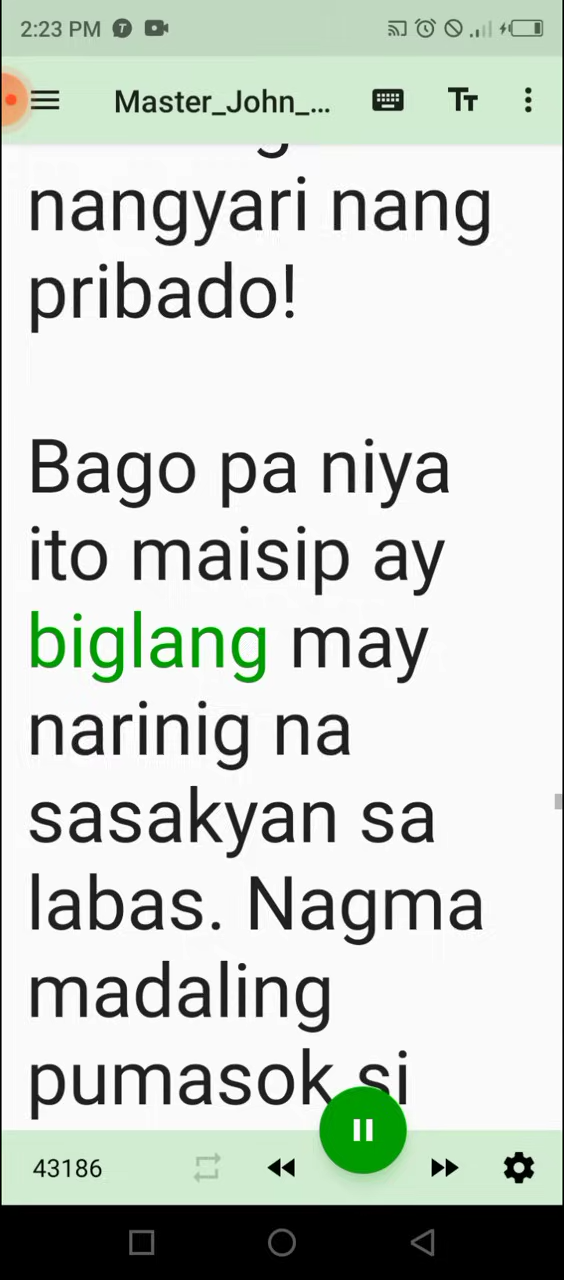 2:23 PM
Master_John_...
nangyari nang
pribado!
Bago pa niya
ito maisip ay
biglang may
narinig na
sasakyan sa
labas. Nagma
madaling
pumasok si
43186